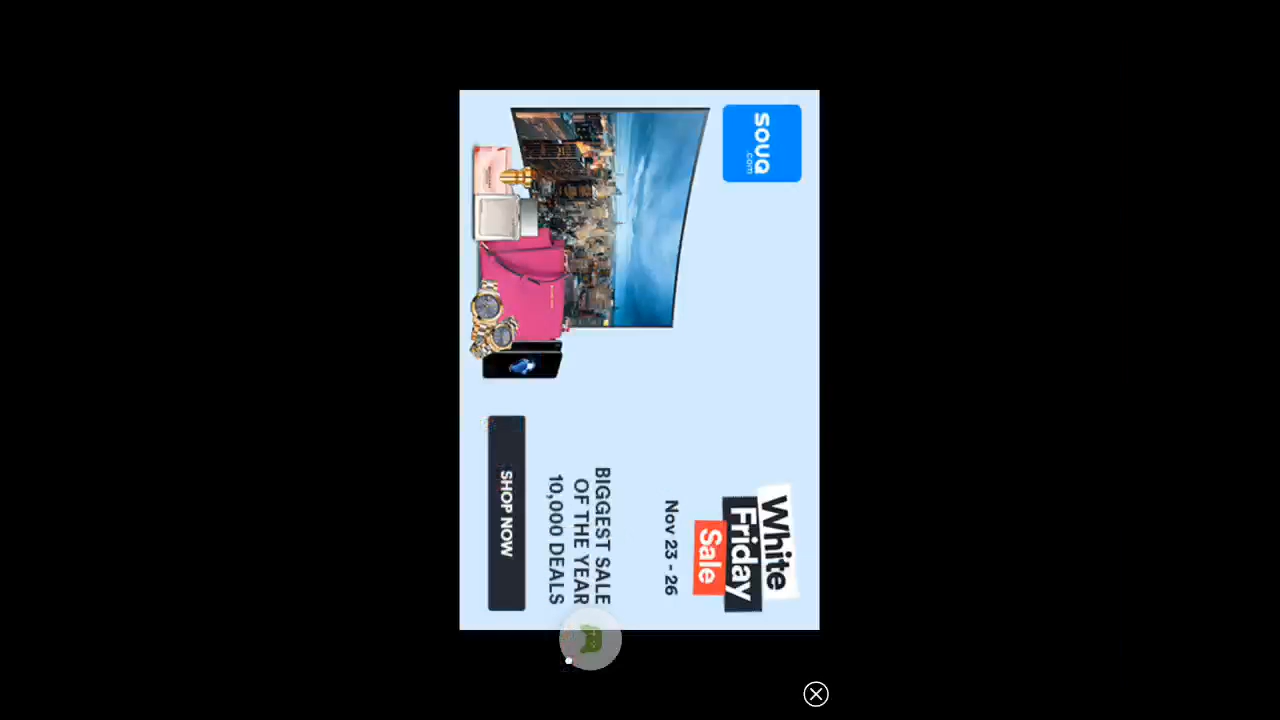 souq
.com
White
Friday
Sale
Nov 23 - 26
BIGGEST SALE
OF THE YEAR
10,000 DEALS
SHOP NOW